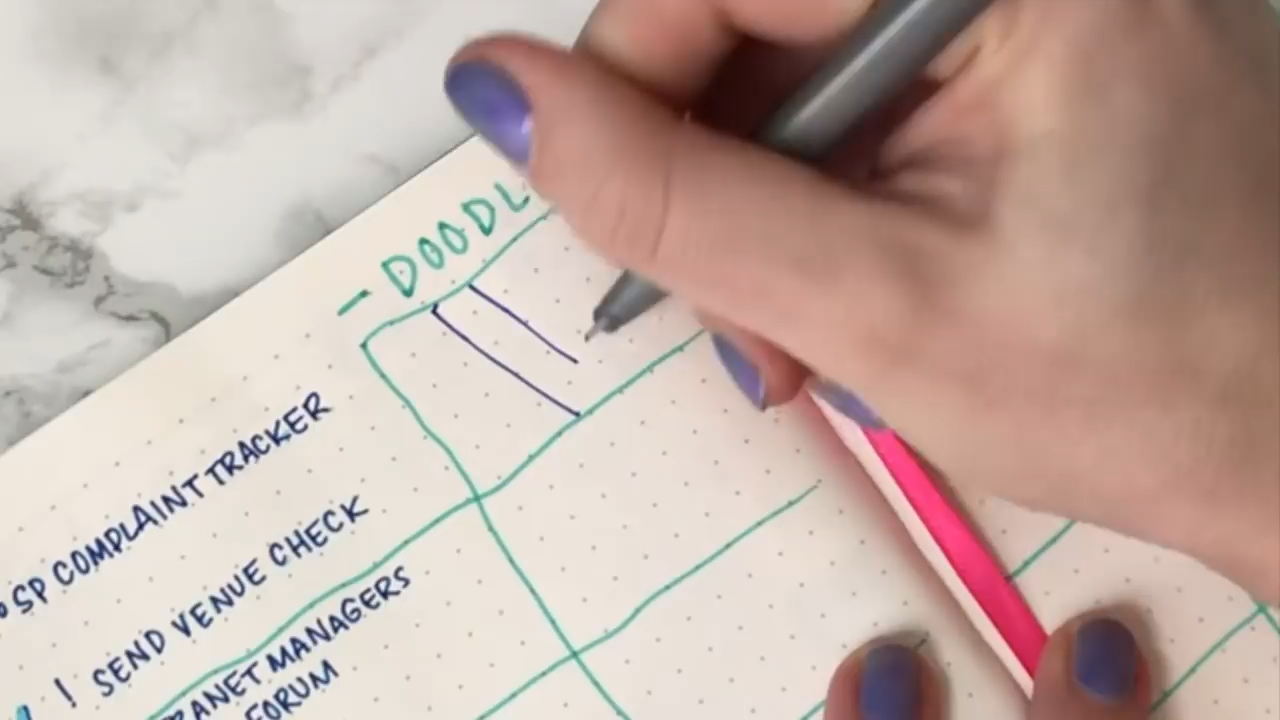 - DOODL
SP COMPLAINT TRACKER
! SEND VENUE CHECK
RANET MANAGERS
FORUM